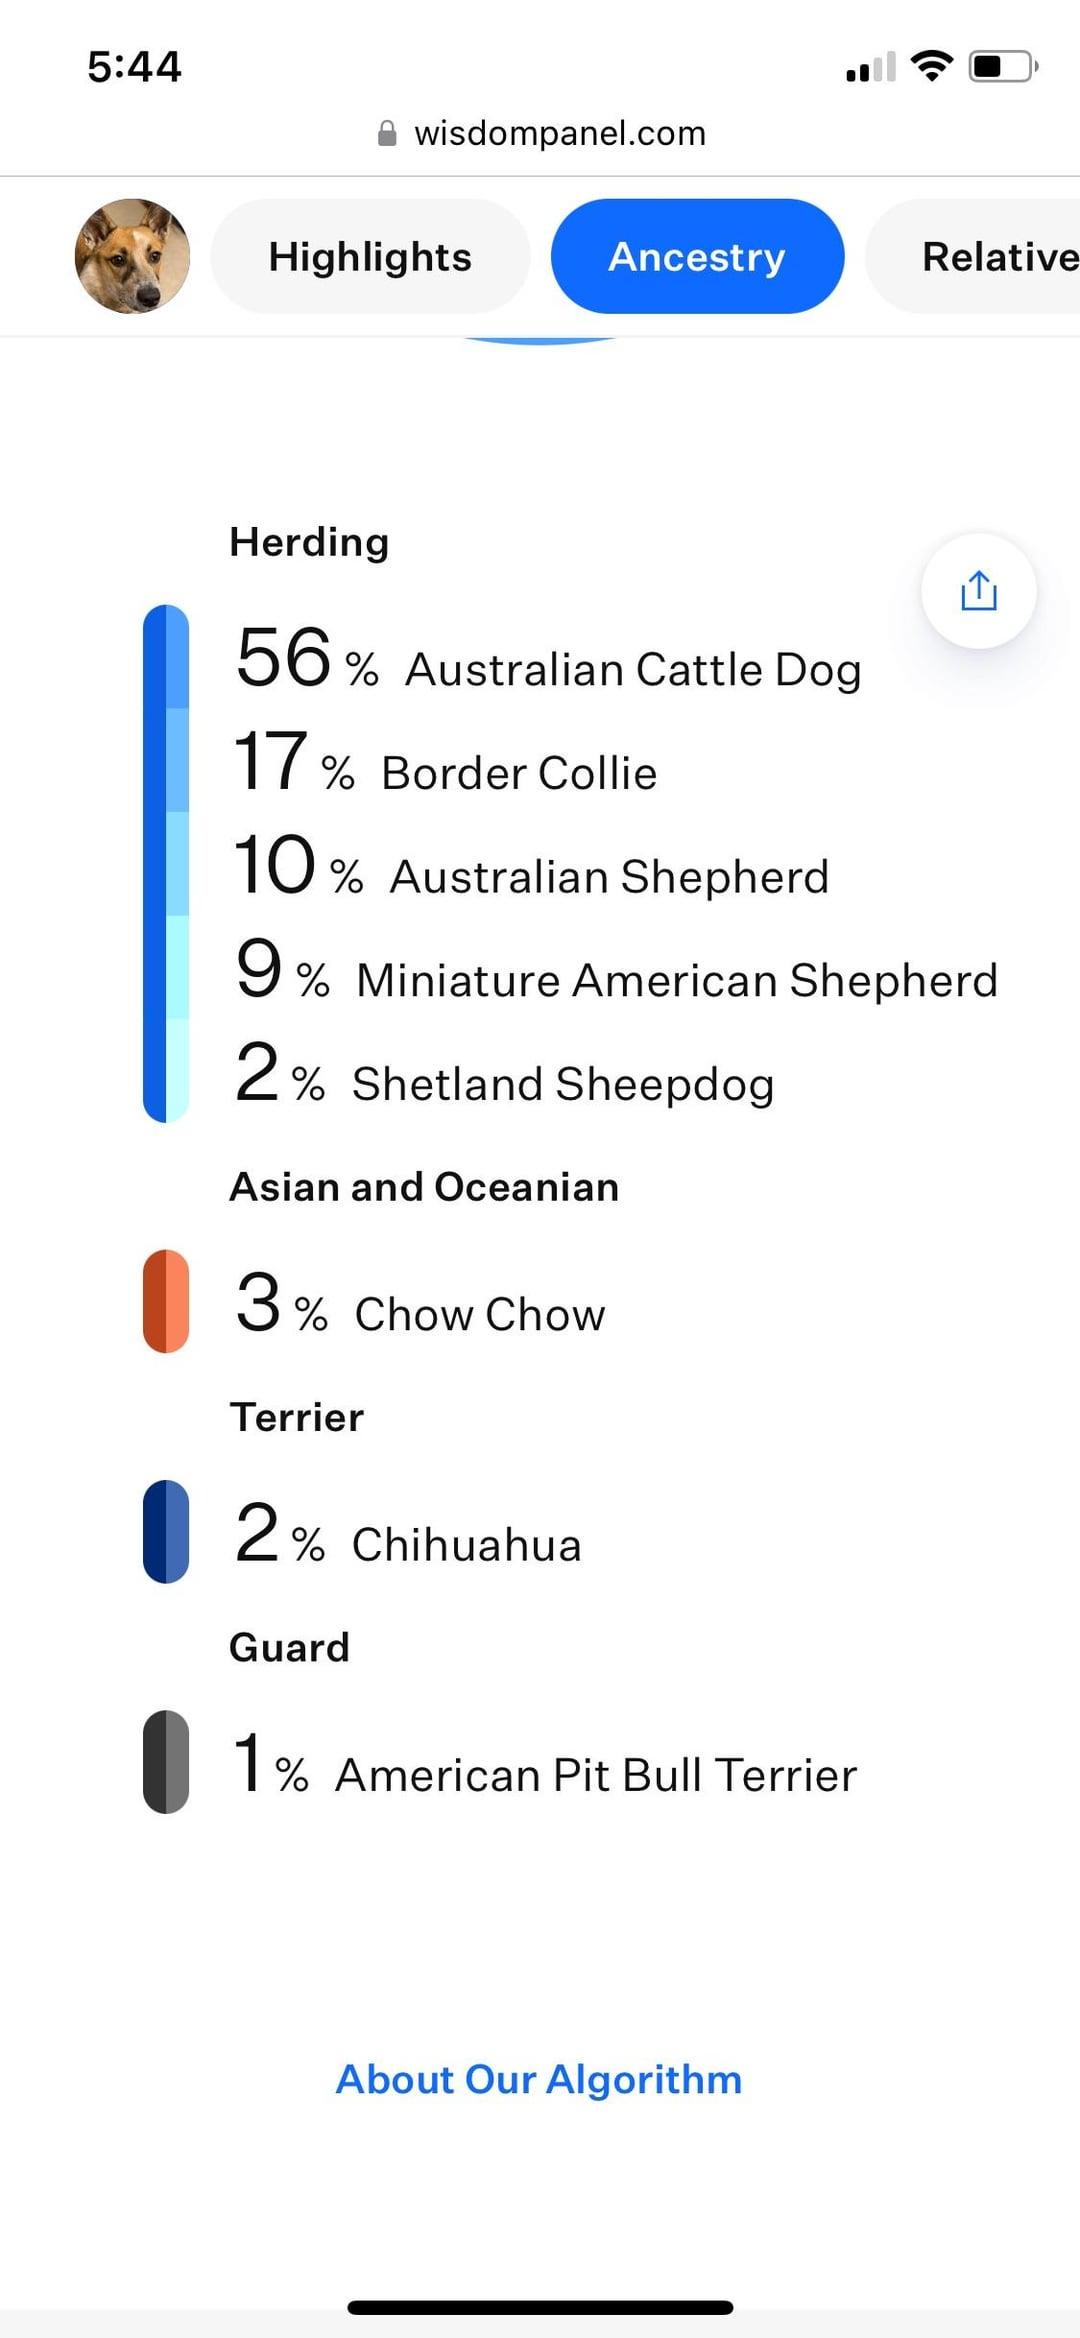 5:44
wisdompanel.com
Highlights
Ancestry
Relative
Herding
56 % Australian Cattle Dog
17 % Border Collie
10 % Australian Shepherd
9 % Miniature American Shepherd
2 % Shetland Sheepdog
Asian and Oceanian
3 % Chow Chow
Terrier
2 % Chihuahua
Guard
1 % American Pit Bull Terrier
About Our Algorithm